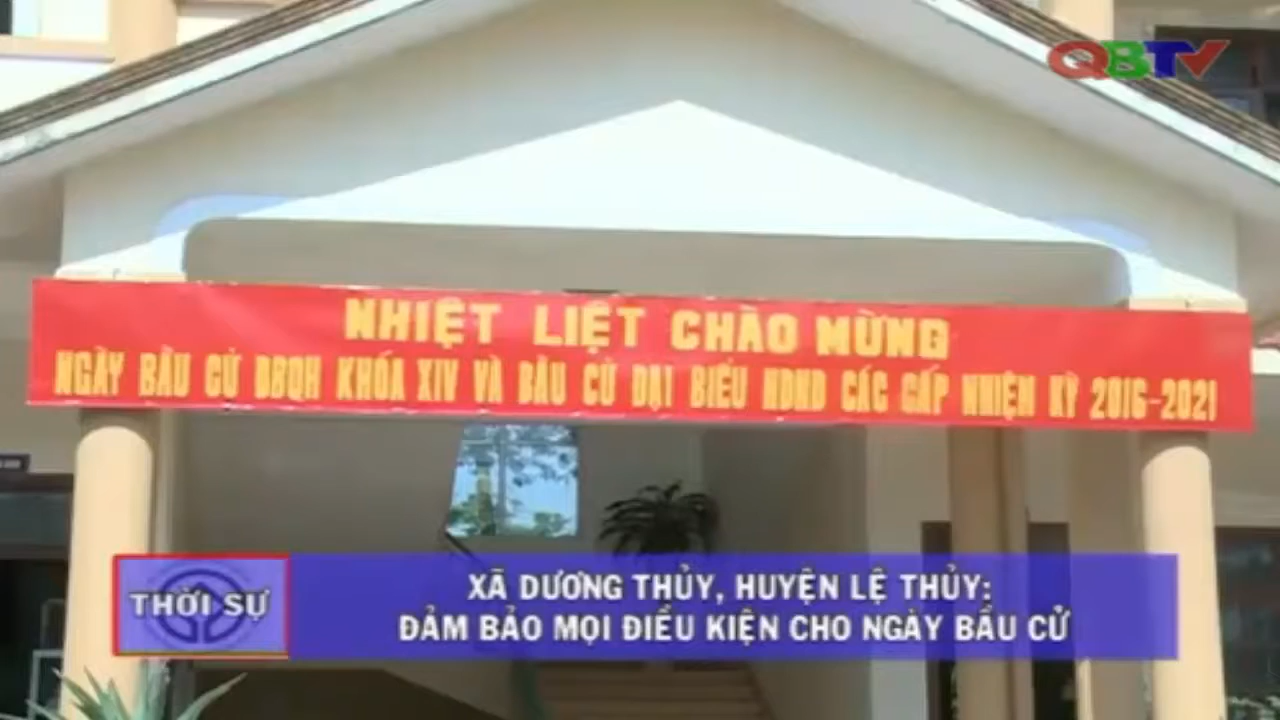 QBTV
NHIỆT LIỆT CHÀO MỪNG
NGÀY BẦU CỬ ĐBQH KHÓA XIV VÀ BẦU CỬ ĐẠI BIỂU HĐND CÁC CẤP NHIỆM KỲ 2016-2021
THỜI SỰ
XÃ DƯƠNG THỦY, HUYỆN LỆ THỦY:
ĐẢM BẢO MỌI ĐIỀU KIỆN CHO NGÀY BẦU CỬ